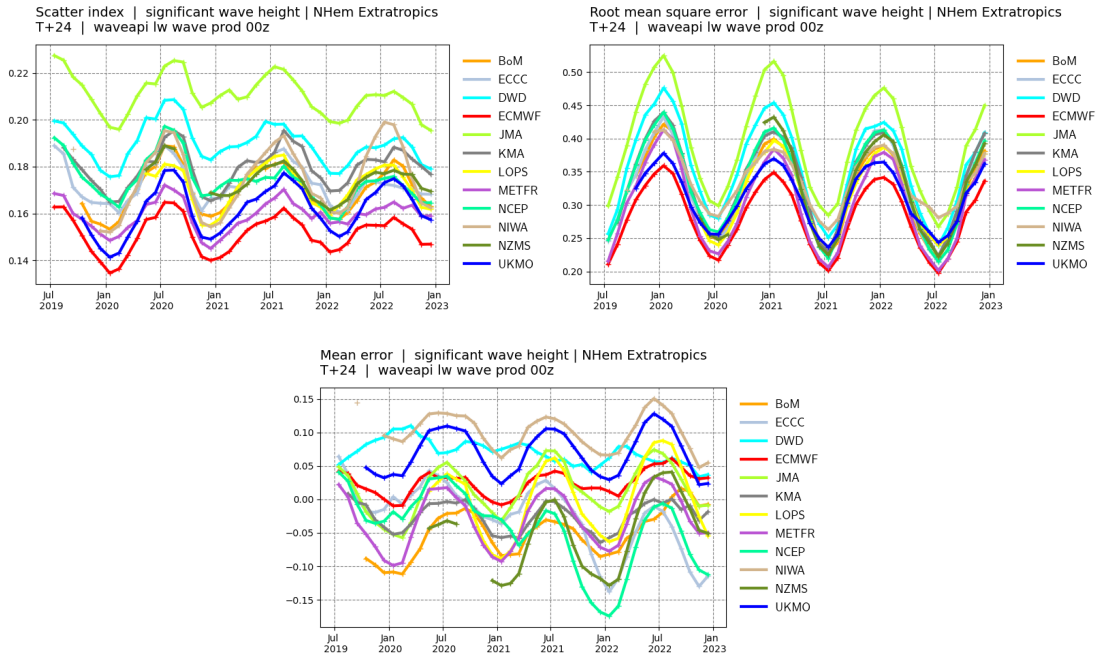 Scatter index | significant wave height | NHem Extratropics
T+24 | waveapi lw wave prod 00z
0.22
0.20
0.18
0.16
0.14
Jul 2019
Jan 2020
Jul 2020
Jan 2021
Jul 2021
Jan 2022
Jul 2022
Jan 2023
BoM
ECCC
DWD
ECMWF
JMA
KMA
LOPS
METFR
NCEP
NIWA
NZMS
UKMO
Root mean square error | significant wave height | NHem Extratropics
T+24 | waveapi lw wave prod 00z
0.50
0.45
0.40
0.35
0.30
0.25
0.20
Jul 2019
Jan 2020
Jul 2020
Jan 2021
Jul 2021
Jan 2022
Jul 2022
Jan 2023
BoM
ECCC
DWD
ECMWF
JMA
KMA
LOPS
METFR
NCEP
NIWA
NZMS
UKMO
Mean error | significant wave height | NHem Extratropics
T+24 | waveapi lw wave prod 00z
0.15
0.10
0.05
0.00
−0.05
−0.10
−0.15
Jul 2019
Jan 2020
Jul 2020
Jan 2021
Jul 2021
Jan 2022
Jul 2022
Jan 2023
BoM
ECCC
DWD
ECMWF
JMA
KMA
LOPS
METFR
NCEP
NIWA
NZMS
UKMO